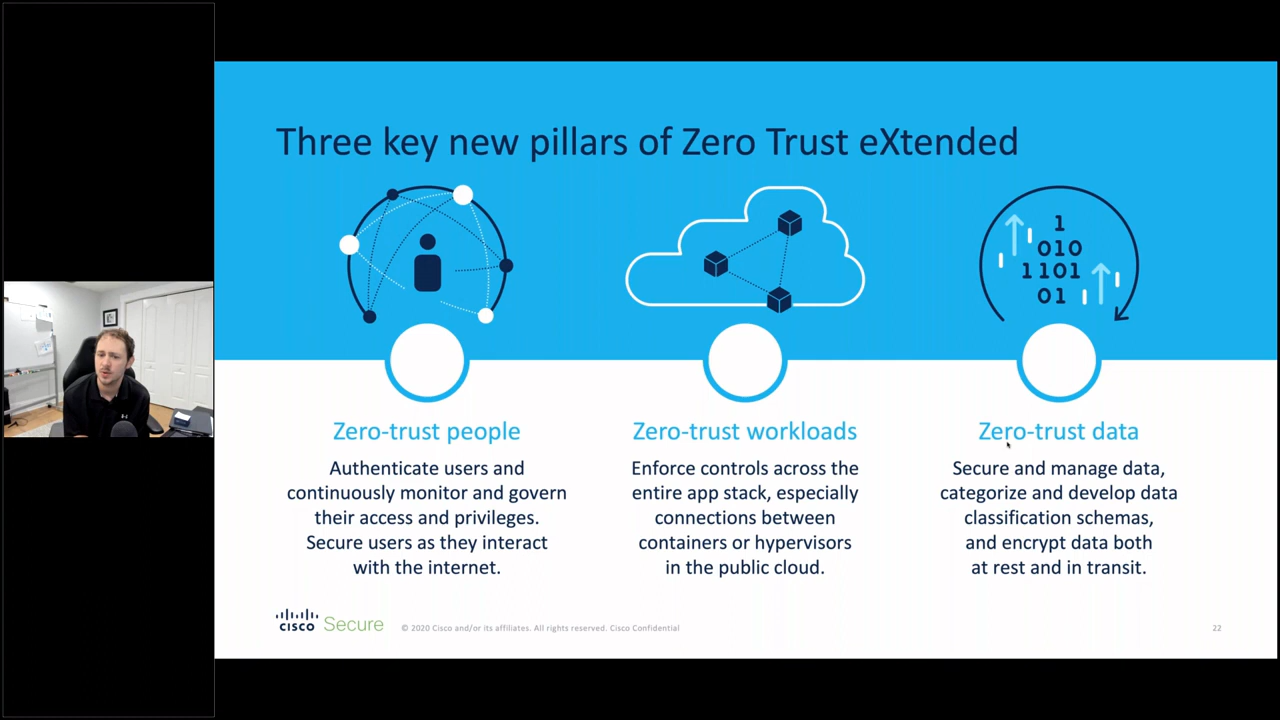 Three key new pillars of Zero Trust eXtended
1
010
1101
01
Zero-trust people
Authenticate users and
continuously monitor and govern
their access and privileges.
Secure users as they interact
with the internet.
Zero-trust workloads
Enforce controls across the
entire app stack, especially
connections between
containers or hypervisors
in the public cloud.
Zero-trust data
Secure and manage data,
categorize and develop data
classification schemas,
and encrypt data both
at rest and in transit.
CISCO Secure
© 2020 Cisco and/or its affiliates. All rights reserved. Cisco Confidential
22